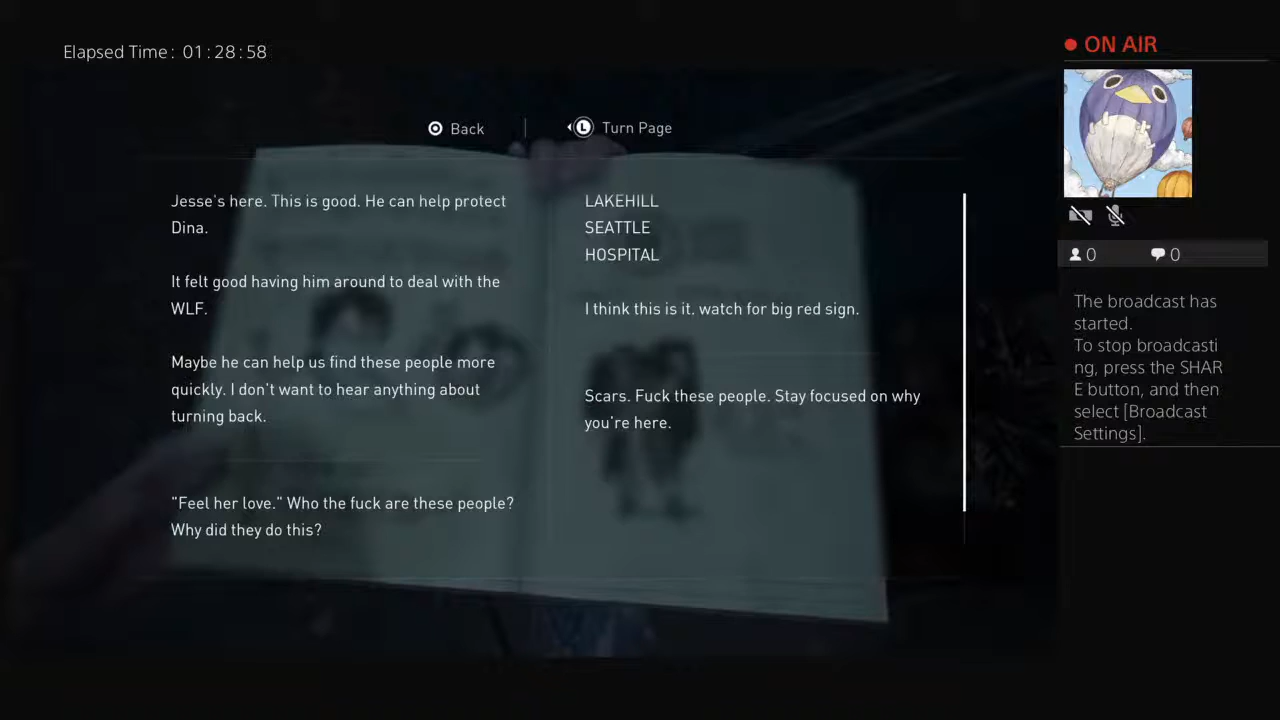 Elapsed Time: 01:28:58
ON AIR
Back
L
Turn Page
0
0
Jesse's here. This is good. He can help protect
Dina.
It felt good having him around to deal with the
WLF.
Maybe he can help us find these people more
quickly. I don't want to hear anything about
turning back.
"Feel her love." Who the fuck are these people?
Why did they do this?
LAKEHILL
SEATTLE
HOSPITAL
I think this is it. watch for big red sign.
Scars. Fuck these people. Stay focused on why
you're here.
The broadcast has
started.
To stop broadcasti
ng, press the SHAR
E button, and then
select [Broadcast
Settings].